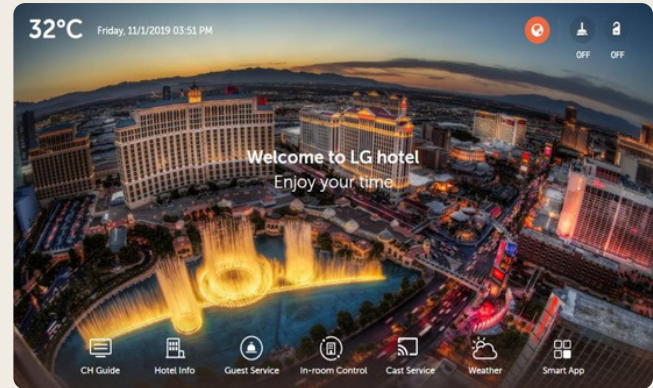 32°C Friday, 11/1/2019 03:51 PM
OFF OFF
Welcome to LG hotel
Enjoy your time
CH Guide Hotel Info Guest Service In-room Control Cast Service Weather Smart App